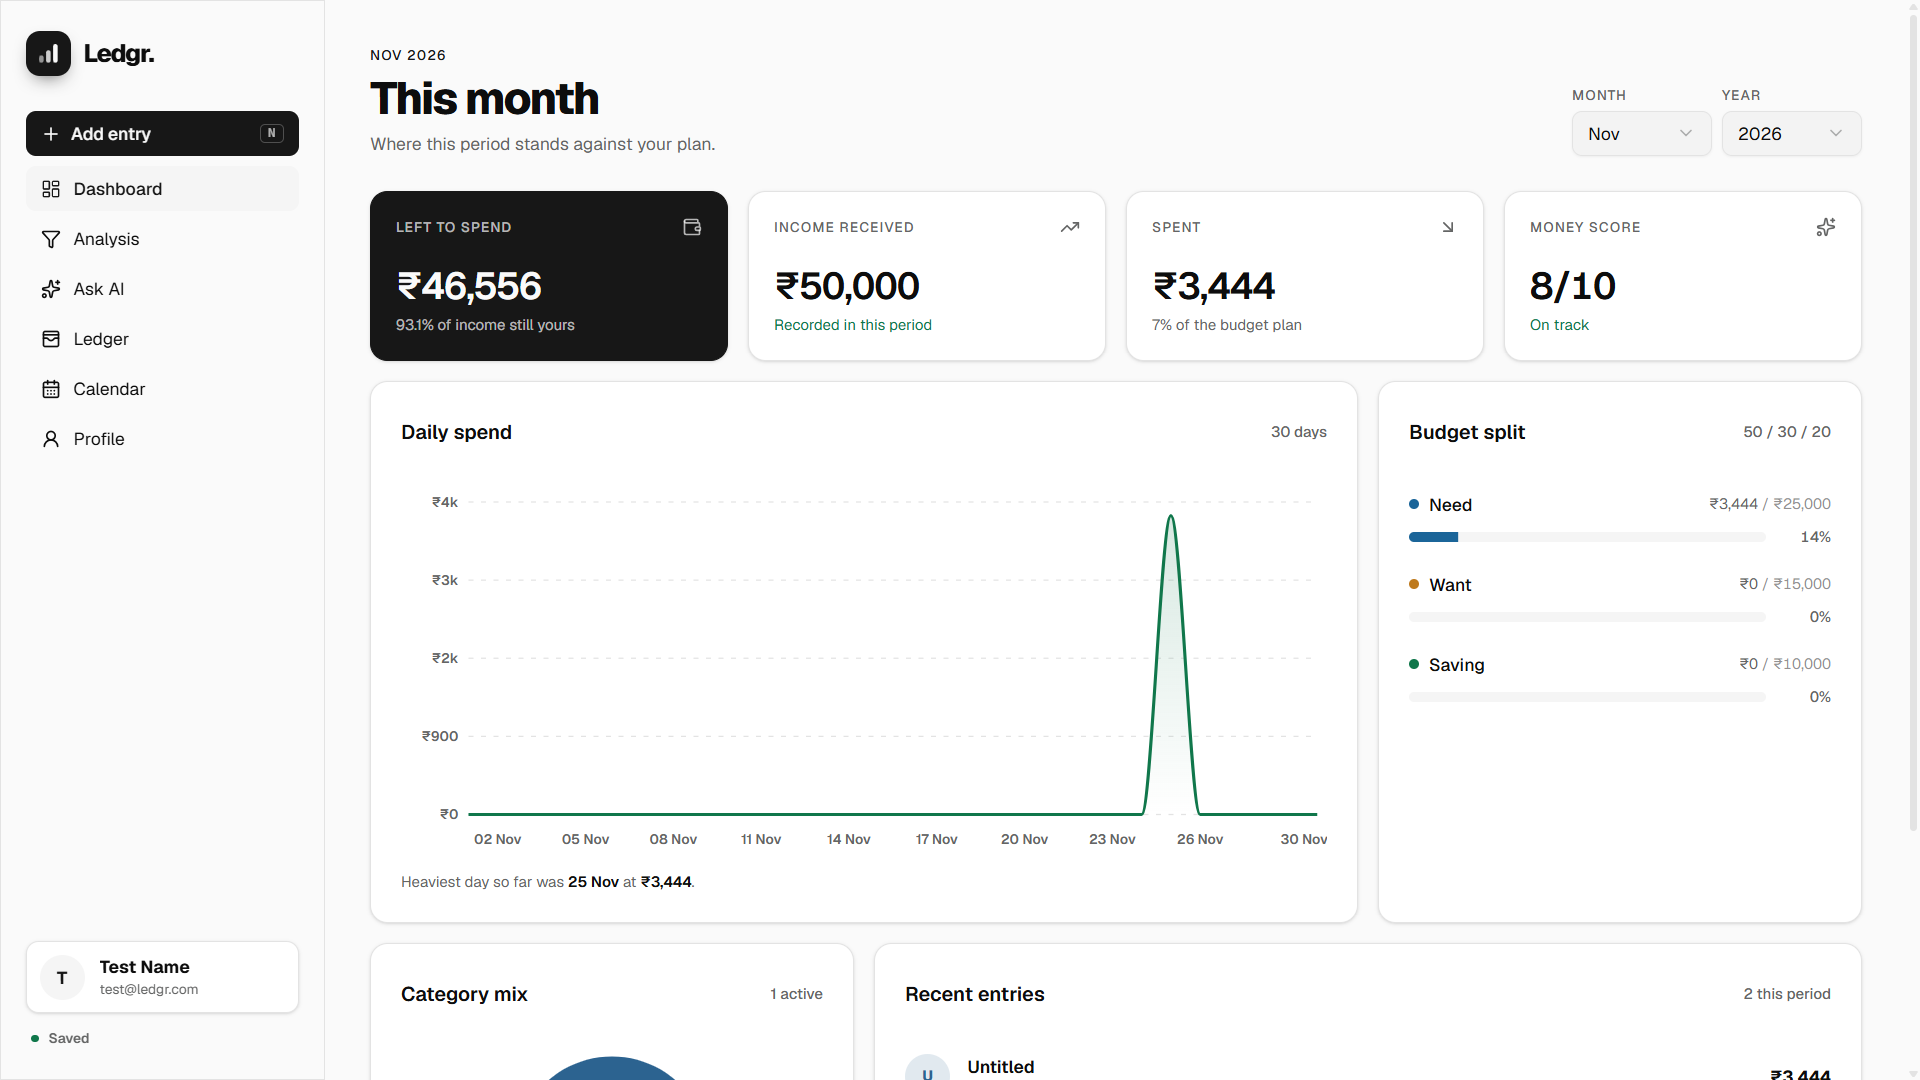 Ledgr.
Add entry
N
Dashboard
Analysis
Ask AI
Ledger
Calendar
Profile
T
Test Name
test@ledgr.com
Saved
NOV 2026
This month
Where this period stands against your plan.
MONTH
YEAR
Nov
2026
LEFT TO SPEND
₹46,556
93.1% of income still yours
INCOME RECEIVED
₹50,000
Recorded in this period
SPENT
₹3,444
7% of the budget plan
MONEY SCORE
8/10
On track
Daily spend
30 days
₹4k
₹3k
₹2k
₹900
₹0
02 Nov 05 Nov 08 Nov 11 Nov 14 Nov 17 Nov 20 Nov 23 Nov 26 Nov 30 Nov
Heaviest day so far was 25 Nov at ₹3,444.
Budget split
50 / 30 / 20
Need
₹3,444 / ₹25,000
14%
Want
₹0 / ₹15,000
0%
Saving
₹0 / ₹10,000
0%
Category mix
1 active
Recent entries
2 this period
U
Untitled
₹3,444